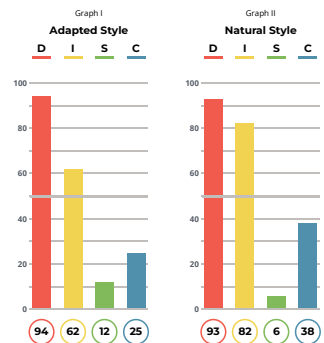 Graph I
Adapted Style
D I S C
100
80
60
40
20
0
94 62 12 25
Graph II
Natural Style
D I S C
100
80
60
40
20
0
93 82 6 38